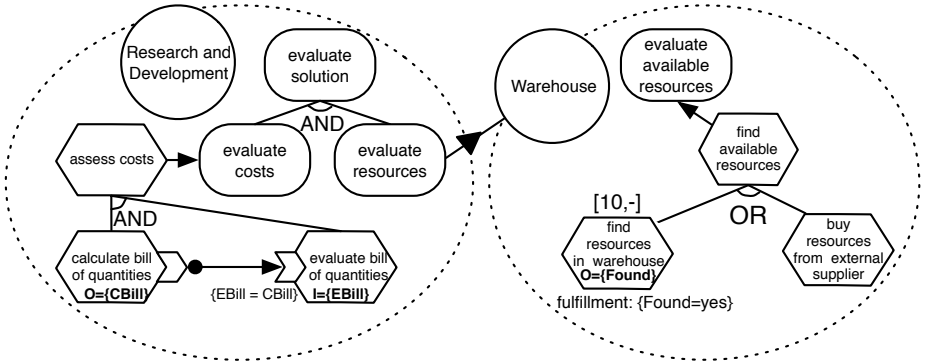 Research and
Development
evaluate
solution
AND
assess costs
evaluate
costs
evaluate
resources
AND
calculate bill
of quantities
O={CBill}
{EBill = CBill}
evaluate bill
of quantities
I={EBill}
Warehouse
evaluate
available
resources
find
available
resources
OR
[10,-]
find
resources
in warehouse
O={Found}
fulfillment: {Found=yes}
buy
resources
from external
supplier